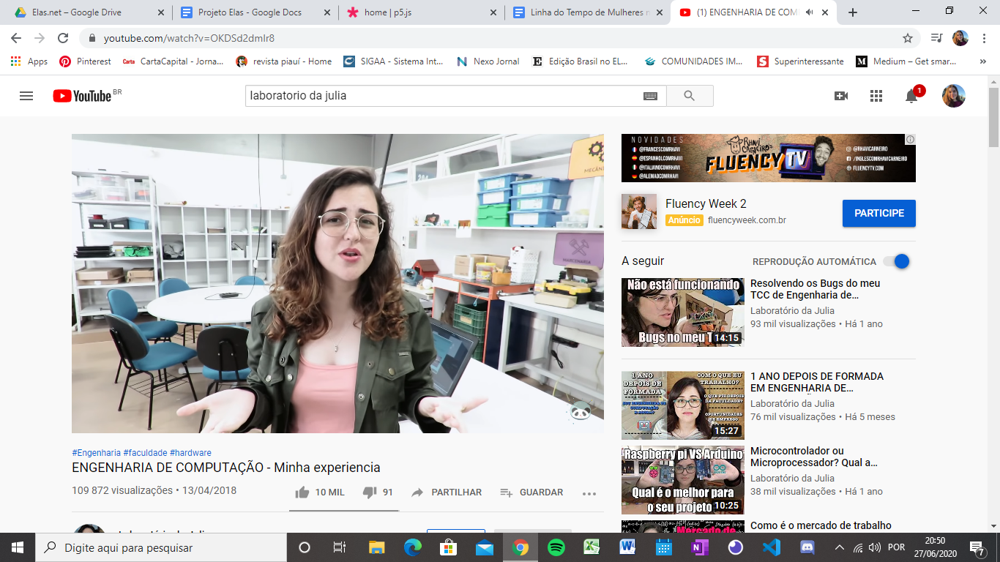 Elas.net – Google Drive
Projeto Elas - Google Docs
home | p5.js
Linha do Tempo de Mulheres n
(1) ENGENHARIA DE COM
youtube.com/watch?v=OKDSd2dmIr8
Apps
Pinterest
Carta CartaCapital - Jorna...
revista piauí - Home
SIGAA - Sistema Int...
Nexo Jornal
Edição Brasil no EL...
COMUNIDADES IM...
Superinteressante
Medium – Get smar...
YouTube BR
laboratorio da julia
1
MECÂNI
MARCENARIA
NOVIDADES
@FRANCESCOMRHAVI
@ESPANHOLCOMRHAVI
@ITALIANOCOMRHAVI
@ALEMAOCOMRHAVI
RHAVI CARNEIRO'S
FLUENCY TV
@RHAVICARNEIRO
/INGLESCOMRHAVICARNEIRO
FLUENCYTV.COM
Fluency Week 2
Anúncio fluencyweek.com.br
PARTICIPE
A seguir
REPRODUÇÃO AUTOMÁTICA
Não está funcionando
Bugs no meu T
14:15
Resolvendo os Bugs do meu
TCC de Engenharia de...
Laboratório da Julia
93 mil visualizações • Há 1 ano
1 ANO
DEPOIS DE
FORMADA
SOU ENGENHEIRA DE
COMPUTAÇÃO
E AGORA?
COM O QUE EU
TRABALHO?
O QUE FIZ DEPOIS
DA FACULDADE?
OPORTUNIDADES
DE EMPREGO
15:27
1 ANO DEPOIS DE FORMADA
EM ENGENHARIA DE...
Laboratório da Julia
76 mil visualizações • Há 5 meses
Raspberry pi VS Arduino
Qual é o melhor para
o seu projeto
10:25
Microcontrolador ou
Microprocessador? Qual a...
Laboratório da Julia
38 mil visualizações • Há 1 ano
Mercado de
Como é o mercado de trabalho
#Engenharia #faculdade #hardware
ENGENHARIA DE COMPUTAÇÃO - Minha experiencia
109 872 visualizações • 13/04/2018
10 MIL
91
PARTILHAR
GUARDAR
Digite aqui para pesquisar
POR
20:50
27/06/2020
7